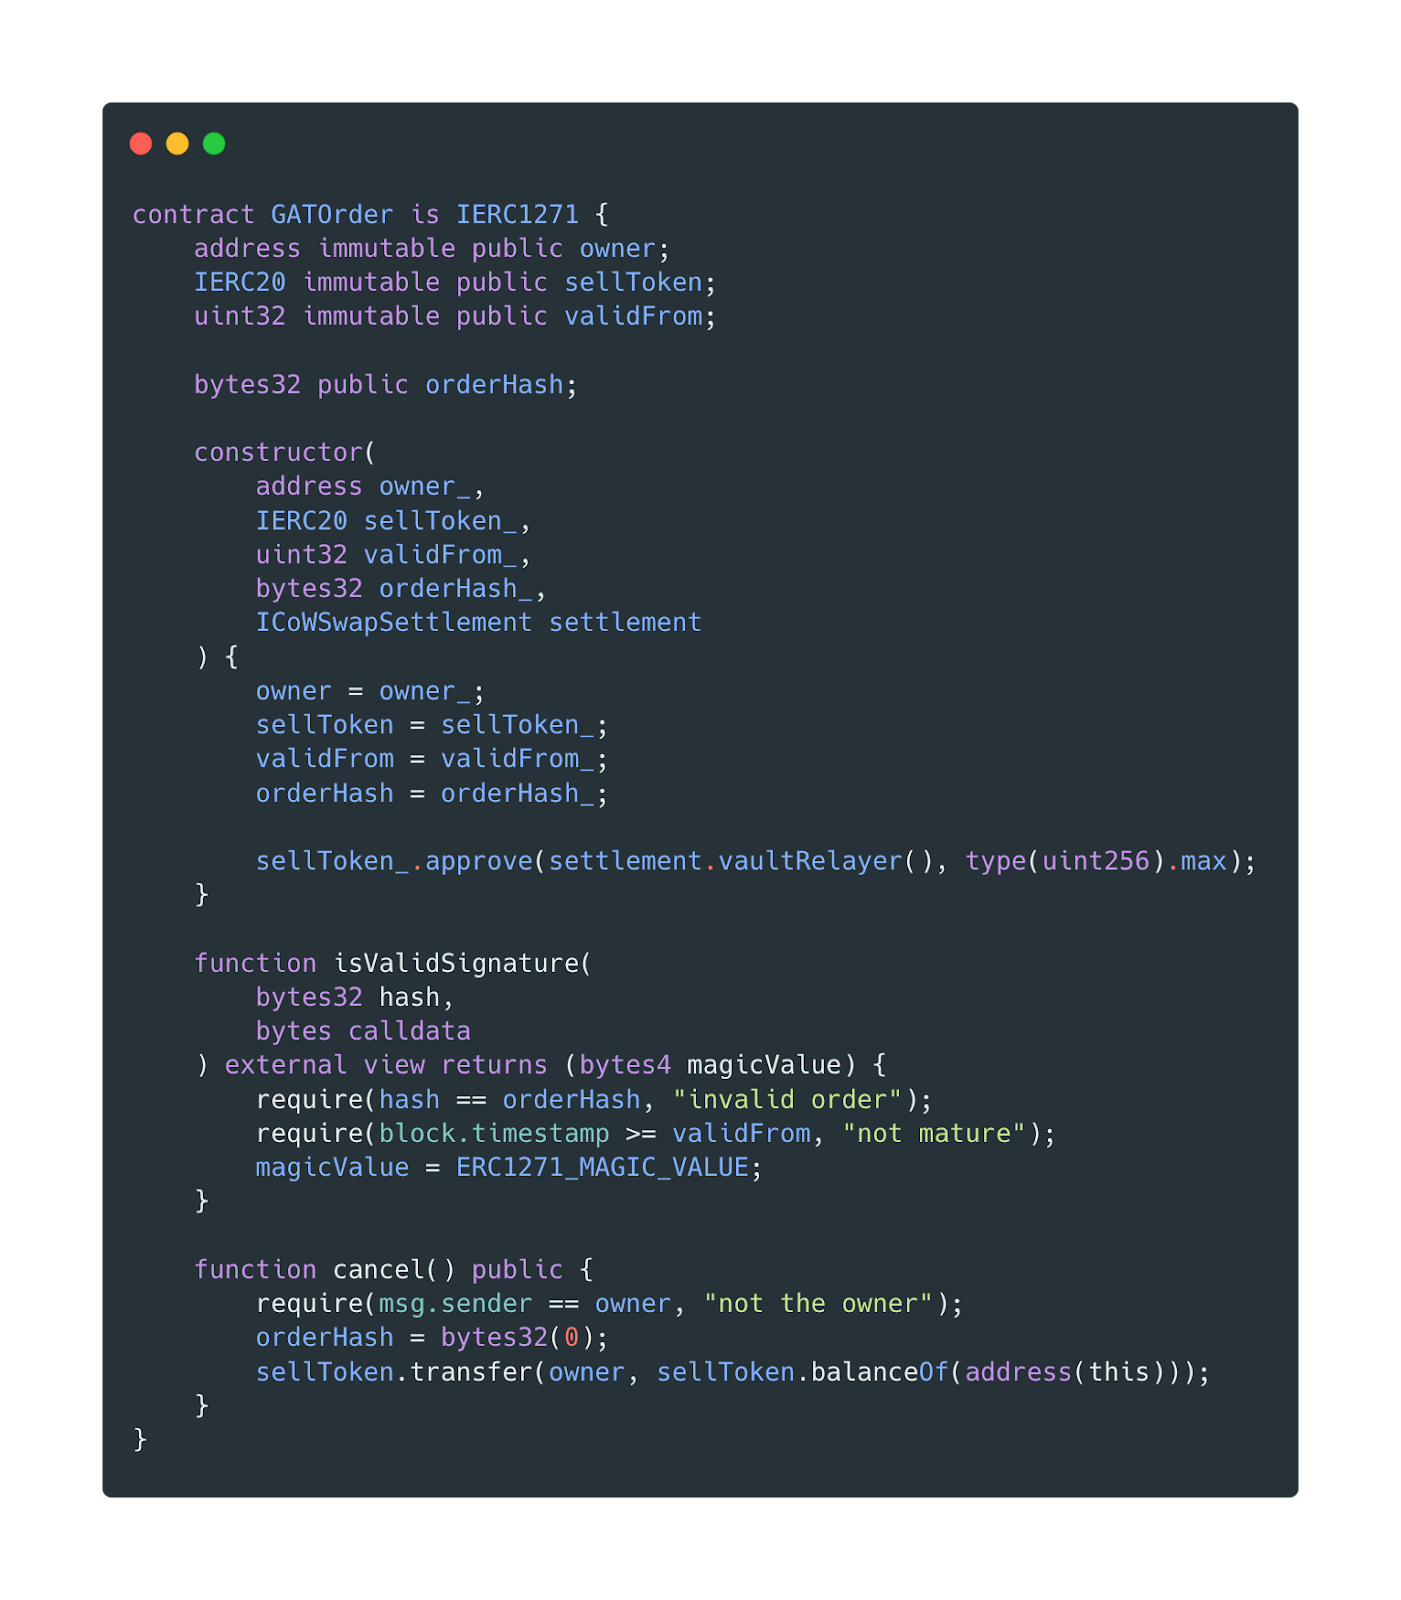 contract GATOrder is IERC1271 {
    address immutable public owner;
    IERC20 immutable public sellToken;
    uint32 immutable public validFrom;

    bytes32 public orderHash;

    constructor(
        address owner_,
        IERC20 sellToken_,
        uint32 validFrom_,
        bytes32 orderHash_,
        ICoWSwapSettlement settlement
    ) {
        owner = owner_;
        sellToken = sellToken_;
        validFrom = validFrom_;
        orderHash = orderHash_;

        sellToken_.approve(settlement.vaultRelayer(), type(uint256).max);
    }

    function isValidSignature(
        bytes32 hash,
        bytes calldata
    ) external view returns (bytes4 magicValue) {
        require(hash == orderHash, "invalid order");
        require(block.timestamp >= validFrom, "not mature");
        magicValue = ERC1271_MAGIC_VALUE;
    }

    function cancel() public {
        require(msg.sender == owner, "not the owner");
        orderHash = bytes32(0);
        sellToken.transfer(owner, sellToken.balanceOf(address(this)));
    }
}